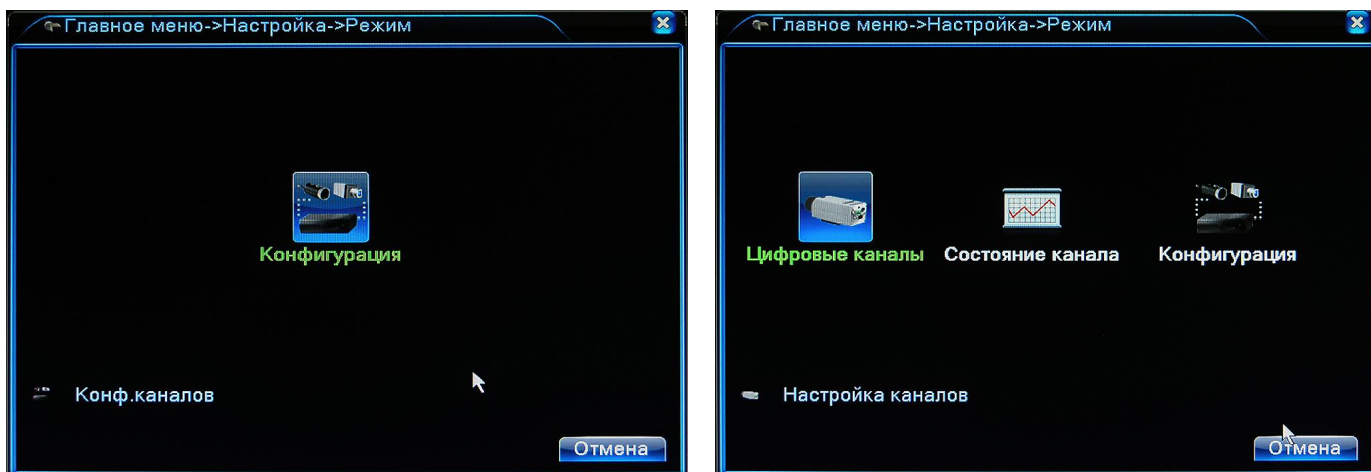 Главное меню->Настройка->Режим
Конфигурация
Конф.каналов
Отмена
Главное меню->Настройка->Режим
Цифровые каналы Состояние канала Конфигурация
Настройка каналов
Отмена